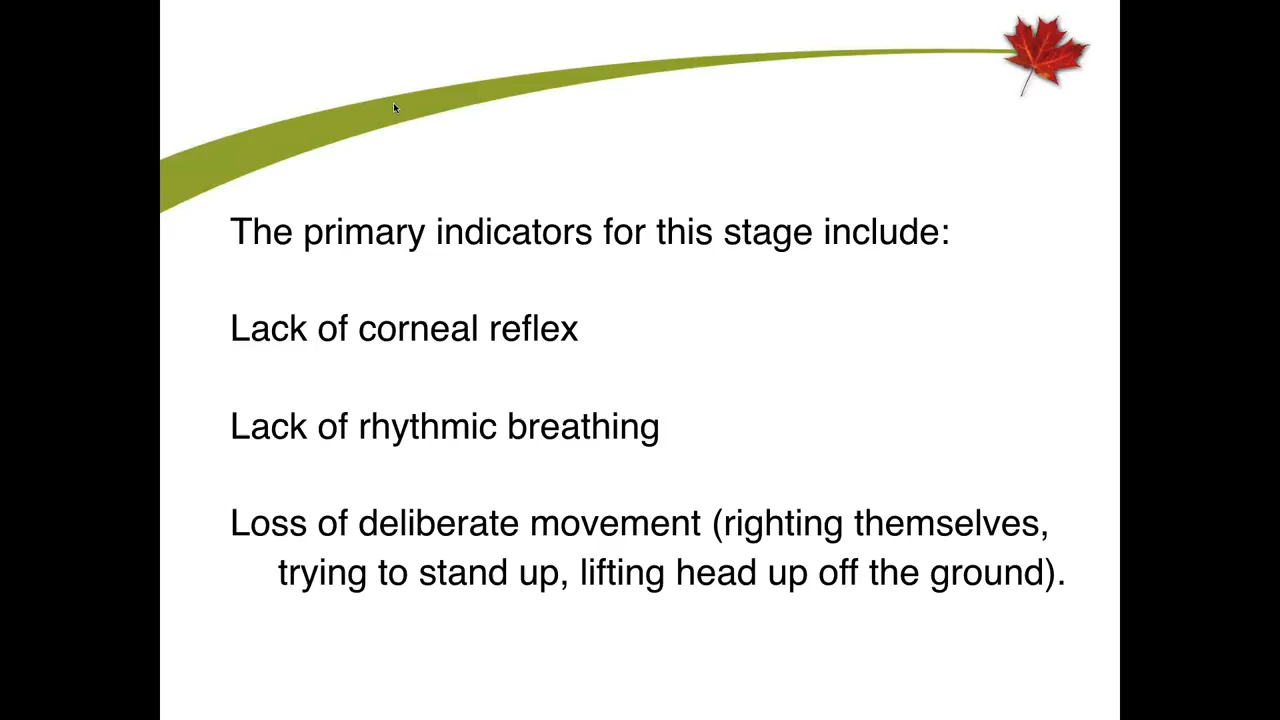 The primary indicators for this stage include:
Lack of corneal reflex
Lack of rhythmic breathing
Loss of deliberate movement (righting themselves,
trying to stand up, lifting head up off the ground).